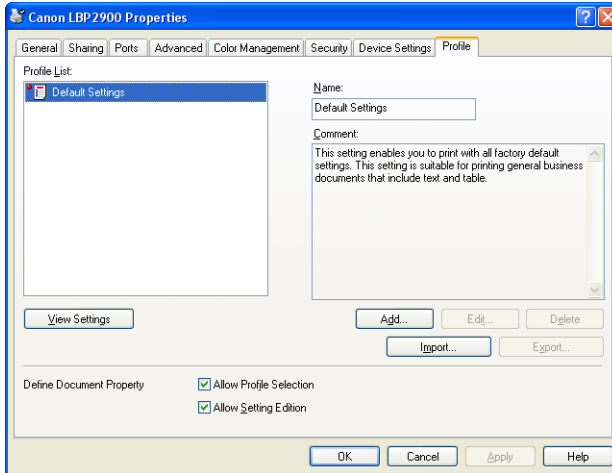 Canon LBP2900 Properties
General Sharing Ports Advanced Color Management Security Device Settings Profile
Profile List:
Default Settings
Name:
Default Settings
Comment:
This setting enables you to print with all factory default
settings. This setting is suitable for printing general business
documents that include text and table.
View Settings
Add... Edit... Delete
Import... Export...
Define Document Property
Allow Profile Selection
Allow Setting Edition
OK Cancel Apply Help